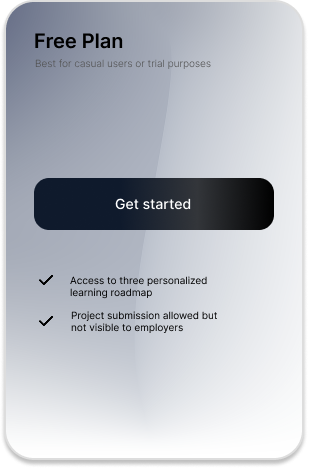 Free Plan
Best for casual users or trial purposes
Get started
Access to three personalized
learning roadmap
Project submission allowed but
not visible to employers